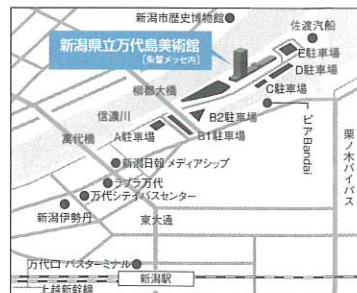 新潟市歴史博物館
佐渡汽船
新潟県立万代島美術館
[朱鷺メッセ内]
E駐車場
D駐車場
柳都大橋
C駐車場
信濃川
B2駐車場
萬代橋
A駐車場
B1駐車場
ピアBandai
栗ノ木バイパス
新潟日報 メディアシップ
ラブラ万代
万代シテイバスセンター
新潟伊勢丹
東大通
万代口 バスターミナル
新潟駅
上越新幹線